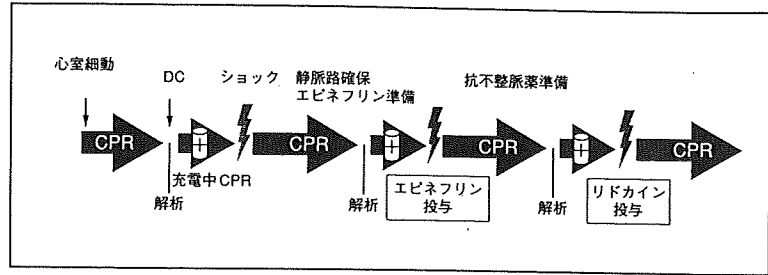 心室細動
DC
ショック
静脈路確保
エピネフリン準備
抗不整脈薬準備
CPR
CPR
CPR
CPR
充電中CPR
解析
解析
エピネフリン
投与
解析
リドカイン
投与